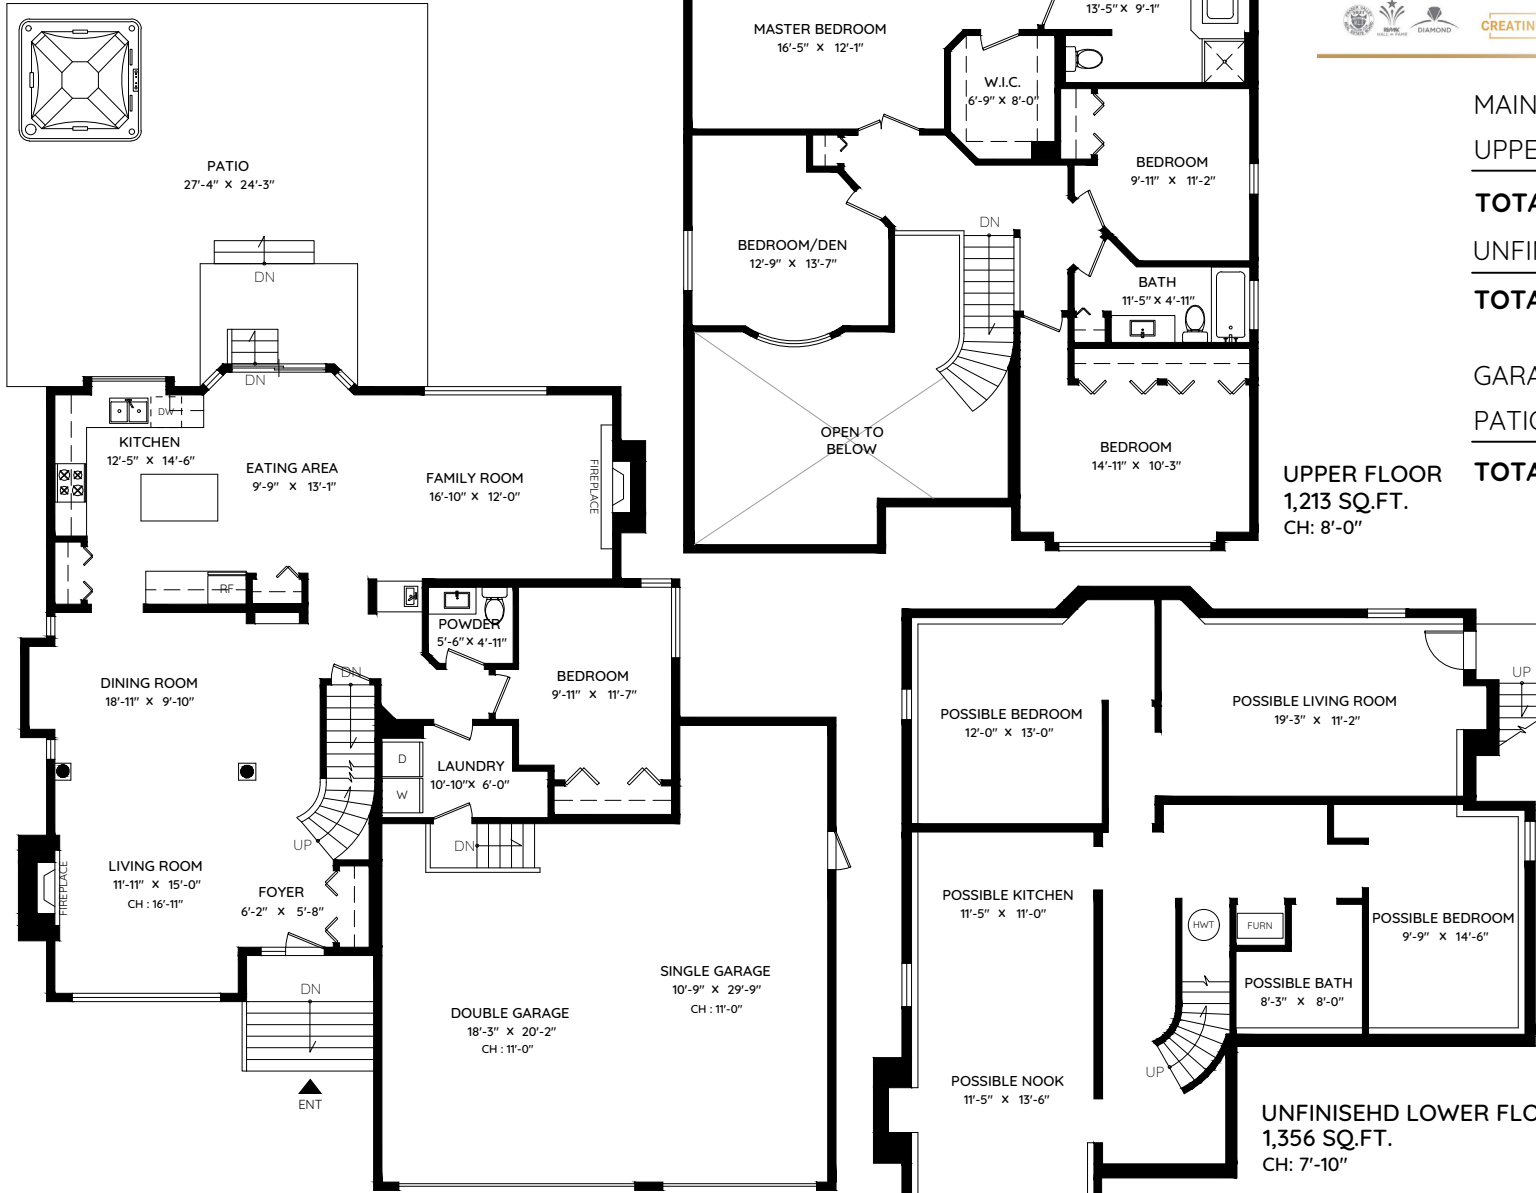 PATIO
27'-4" X 24'-3"
DN
DN
KITCHEN
12'-5" X 14'-6"
DW
EATING AREA
9'-9" X 13'-1"
FAMILY ROOM
16'-10" X 12'-0"
FIREPLACE
RF
POWDER
5'-6" X 4'-11"
BEDROOM
9'-11" X 11'-7"
DINING ROOM
18'-11" X 9'-10"
DN
D
W
LAUNDRY
10'-10" X 6'-0"
UP
DN
LIVING ROOM
11'-11" X 15'-0"
CH : 16'-11"
FIREPLACE
FOYER
6'-2" X 5'-8"
DN
ENT
DOUBLE GARAGE
18'-3" X 20'-2"
CH : 11'-0"
SINGLE GARAGE
10'-9" X 29'-9"
CH : 11'-0"
MASTER BEDROOM
16'-5" X 12'-1"
13'-5" X 9'-1"
W.I.C.
6'-9" X 8'-0"
BEDROOM
9'-11" X 11'-2"
BEDROOM/DEN
12'-9" X 13'-7"
DN
BATH
11'-5" X 4'-11"
OPEN TO
BELOW
BEDROOM
14'-11" X 10'-3"
UPPER FLOOR
1,213 SQ.FT.
CH: 8'-0"
DIAMOND
CREATIN
MAIN
UPPE
TOTA
UNFI
TOTA
GARA
PATIO
TOTA
POSSIBLE BEDROOM
12'-0" X 13'-0"
POSSIBLE LIVING ROOM
19'-3" X 11'-2"
UP
POSSIBLE KITCHEN
11'-5" X 11'-0"
HWT
FURN
POSSIBLE BEDROOM
9'-9" X 14'-6"
POSSIBLE BATH
8'-3" X 8'-0"
UP
POSSIBLE NOOK
11'-5" X 13'-6"
UNFINISEHD LOWER FLO
1,356 SQ.FT.
CH: 7'-10"